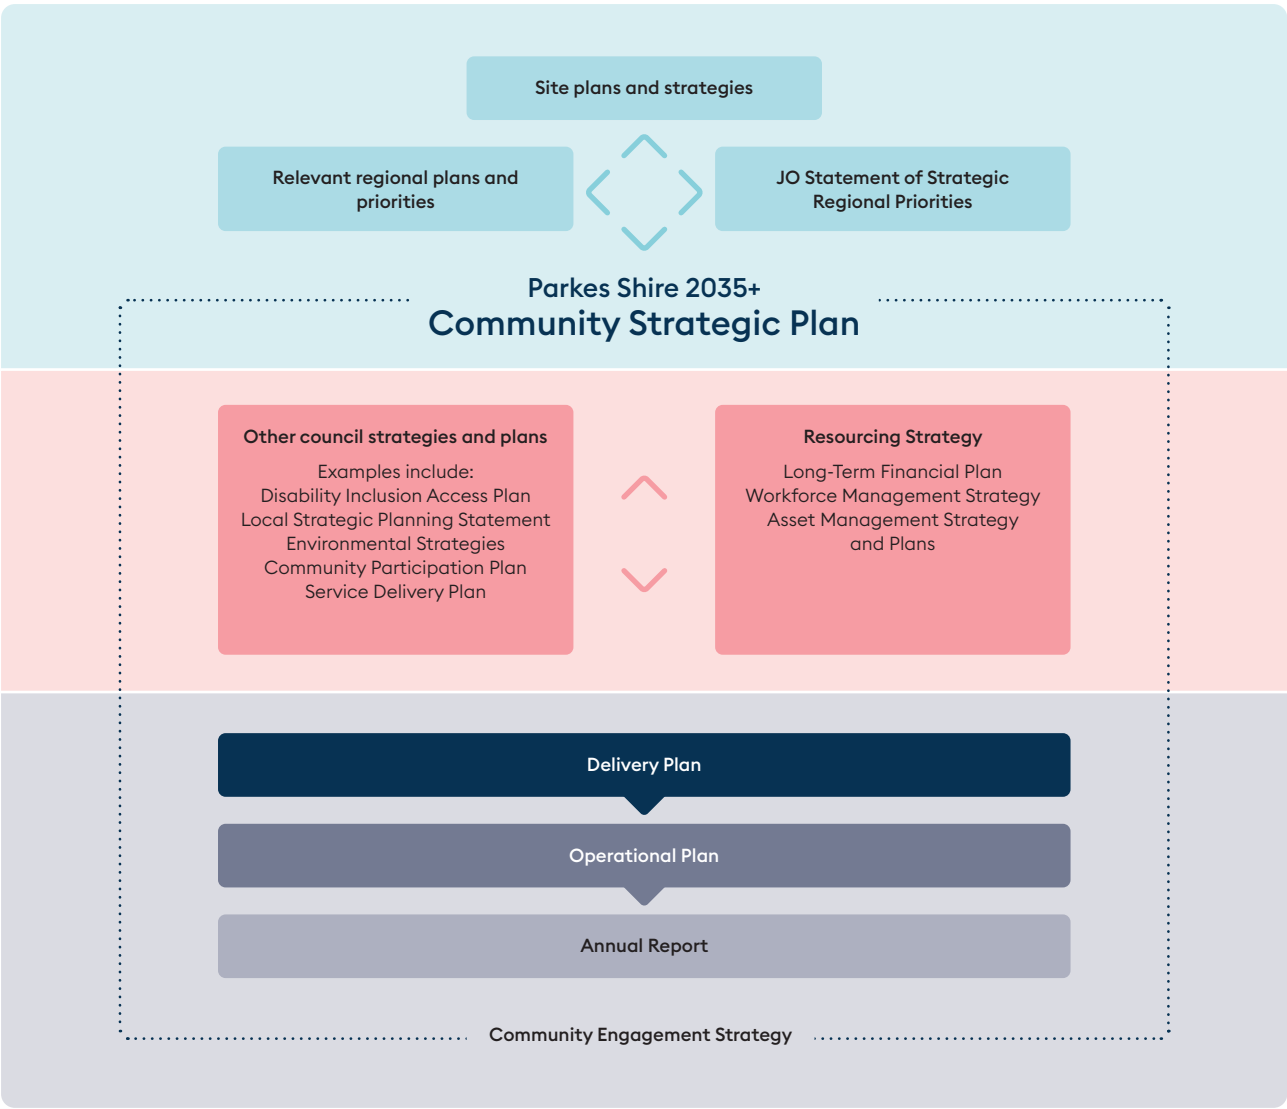 Site plans and strategies
Relevant regional plans and
priorities
JO Statement of Strategic
Regional Priorities
Parkes Shire 2035+
Community Strategic Plan
Other council strategies and plans
Examples include:
Disability Inclusion Access Plan
Local Strategic Planning Statement
Environmental Strategies
Community Participation Plan
Service Delivery Plan
Resourcing Strategy
Long-Term Financial Plan
Workforce Management Strategy
Asset Management Strategy
and Plans
Delivery Plan
Operational Plan
Annual Report
Community Engagement Strategy